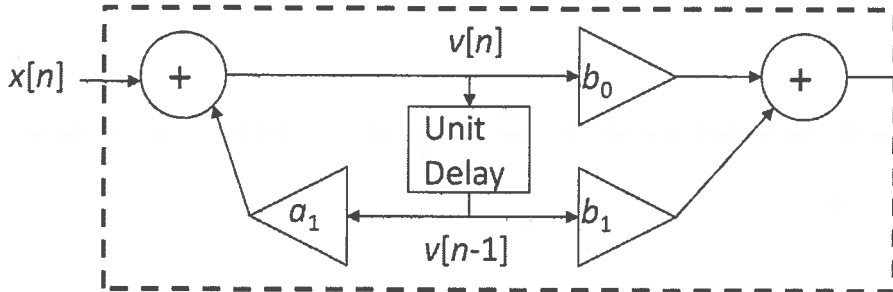 v[n]
x[n]
+
b₀
+
Unit
Delay
a₁
b₁
v[n-1]